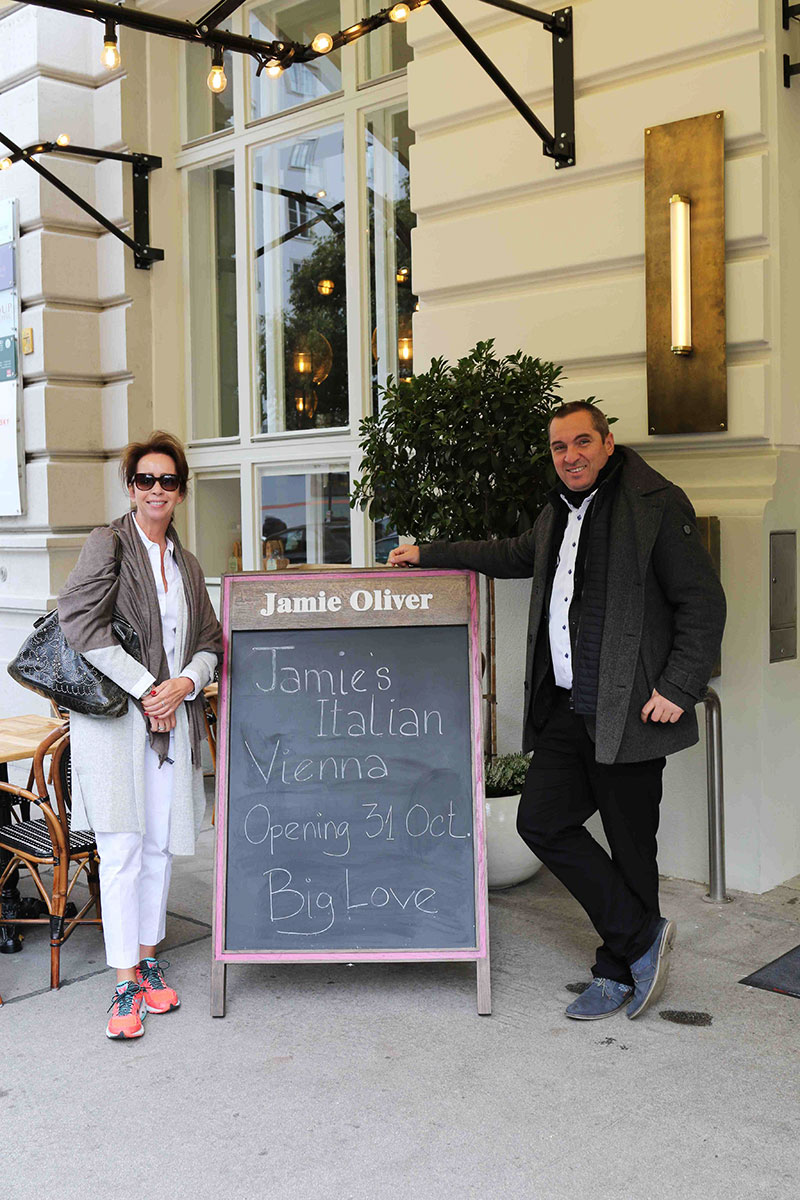 Jamie Oliver
Jamie's
Italian
Vienna
Opening 31 Oct.
Big Love